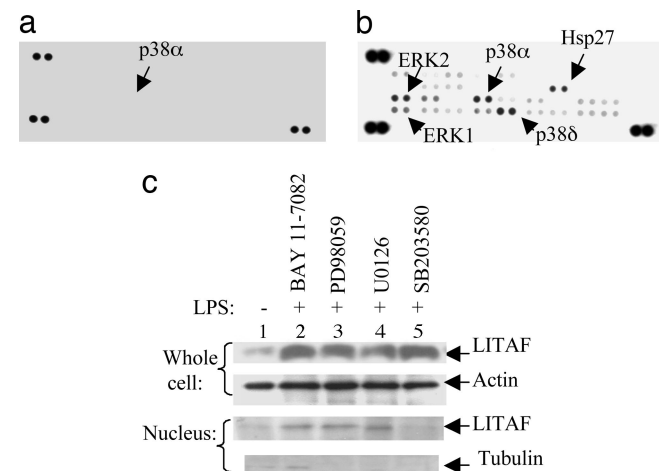 a
p38α
b
ERK2
p38α
Hsp27
ERK1
p38δ
c
BAY 11-7082
PD98059
U0126
SB203580
LPS: - + + + +
1 2 3 4 5
Whole cell:
LITAF
Actin
Nucleus:
LITAF
Tubulin